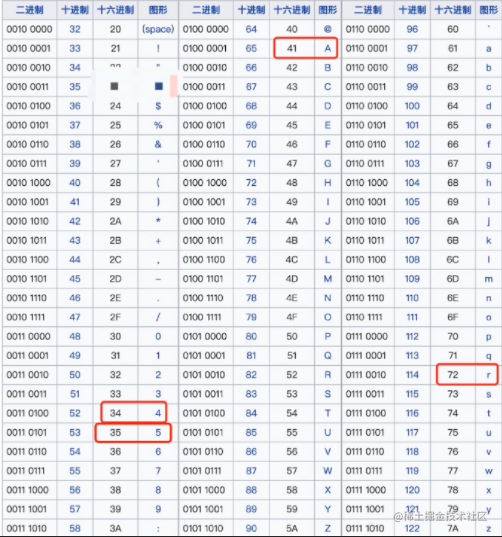 二进制 十进制 十六进制 图形 二进制 十进制 十六进制 图形 二进制 十进制 十六进制 图形
0010 0000 32 20 (space) 0100 0000 64 40 @ 0110 0000 96 60 `
0010 0001 33 21 ! 0100 0001 65 41 A 0110 0001 97 61 a
0010 0010 34 " 0100 0010 66 42 B 0110 0010 98 62 b
0010 0011 35 0100 0011 67 43 C 0110 0011 99 63 c
0010 0100 36 24 $ 0100 0100 68 44 D 0110 0100 100 64 d
0010 0101 37 25 % 0100 0101 69 45 E 0110 0101 101 65 e
0010 0110 38 26 & 0100 0110 70 46 F 0110 0110 102 66 f
0010 0111 39 27 ' 0100 0111 71 47 G 0110 0111 103 67 g
0010 1000 40 28 ( 0100 1000 72 48 H 0110 1000 104 68 h
0010 1001 41 29 ) 0100 1001 73 49 I 0110 1001 105 69 i
0010 1010 42 2A * 0100 1010 74 4A J 0110 1010 106 6A j
0010 1011 43 2B + 0100 1011 75 4B K 0110 1011 107 6B k
0010 1100 44 2C , 0100 1100 76 4C L 0110 1100 108 6C l
0010 1101 45 2D - 0100 1101 77 4D M 0110 1101 109 6D m
0010 1110 46 2E . 0100 1110 78 4E N 0110 1110 110 6E n
0010 1111 47 2F / 0100 1111 79 4F O 0110 1111 111 6F o
0011 0000 48 30 0 0101 0000 80 50 P 0111 0000 112 70 p
0011 0001 49 31 1 0101 0001 81 51 Q 0111 0001 113 71 q
0011 0010 50 32 2 0101 0010 82 52 R 0111 0010 114 72 r
0011 0011 51 33 3 0101 0011 83 53 S 0111 0011 115 73 s
0011 0100 52 34 4 0101 0100 84 54 T 0111 0100 116 74 t
0011 0101 53 35 5 0101 0101 85 55 U 0111 0101 117 75 u
0011 0110 54 36 6 0101 0110 86 56 V 0111 0110 118 76 v
0011 0111 55 37 7 0101 0111 87 57 W 0111 0111 119 77 w
0011 1000 56 38 8 0101 1000 88 58 X 0111 1000 120 78 x
0011 1001 57 39 9 0101 1001 89 59 Y 0111 1001 121 79 y
0011 1010 58 3A : 0101 1010 90 5A Z 0111 1010 122 7A z
@稀土掘金技术社区